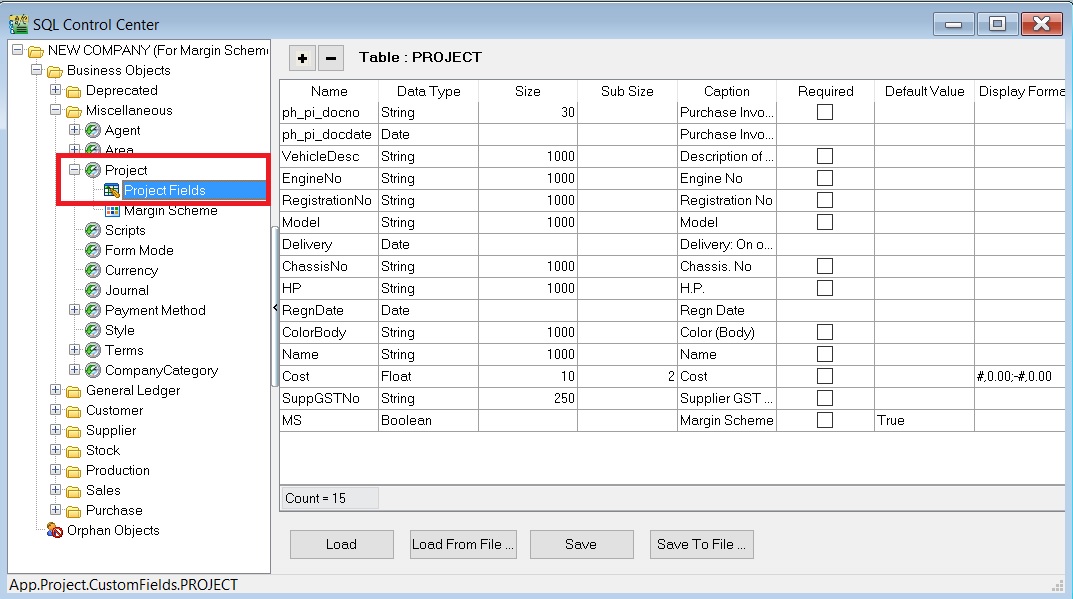 SQL Control Center
NEW COMPANY (For Margin Schem
Business Objects
Deprecated
Miscellaneous
Agent
Area
Project
Project Fields
Margin Scheme
Scripts
Form Mode
Currency
Journal
Payment Method
Style
Terms
CompanyCategory
General Ledger
Customer
Supplier
Stock
Production
Sales
Purchase
Orphan Objects
+ − Table : PROJECT
Name Data Type Size Sub Size Caption Required Default Value Display Forma
ph_pi_docno String 30 Purchase Invo...
ph_pi_docdate Date Purchase Invo...
VehicleDesc String 1000 Description of ...
EngineNo String 1000 Engine No
RegistrationNo String 1000 Registration No
Model String 1000 Model
Delivery Date Delivery: On o...
ChassisNo String 1000 Chassis. No
HP String 1000 H.P.
RegnDate Date Regn Date
ColorBody String 1000 Color (Body)
Name String 1000 Name
Cost Float 10 2 Cost #,0.00;-#,0.00
SuppGSTNo String 250 Supplier GST ...
MS Boolean Margin Scheme True
Count = 15
Load Load From File ... Save Save To File ...
App.Project.CustomFields.PROJECT